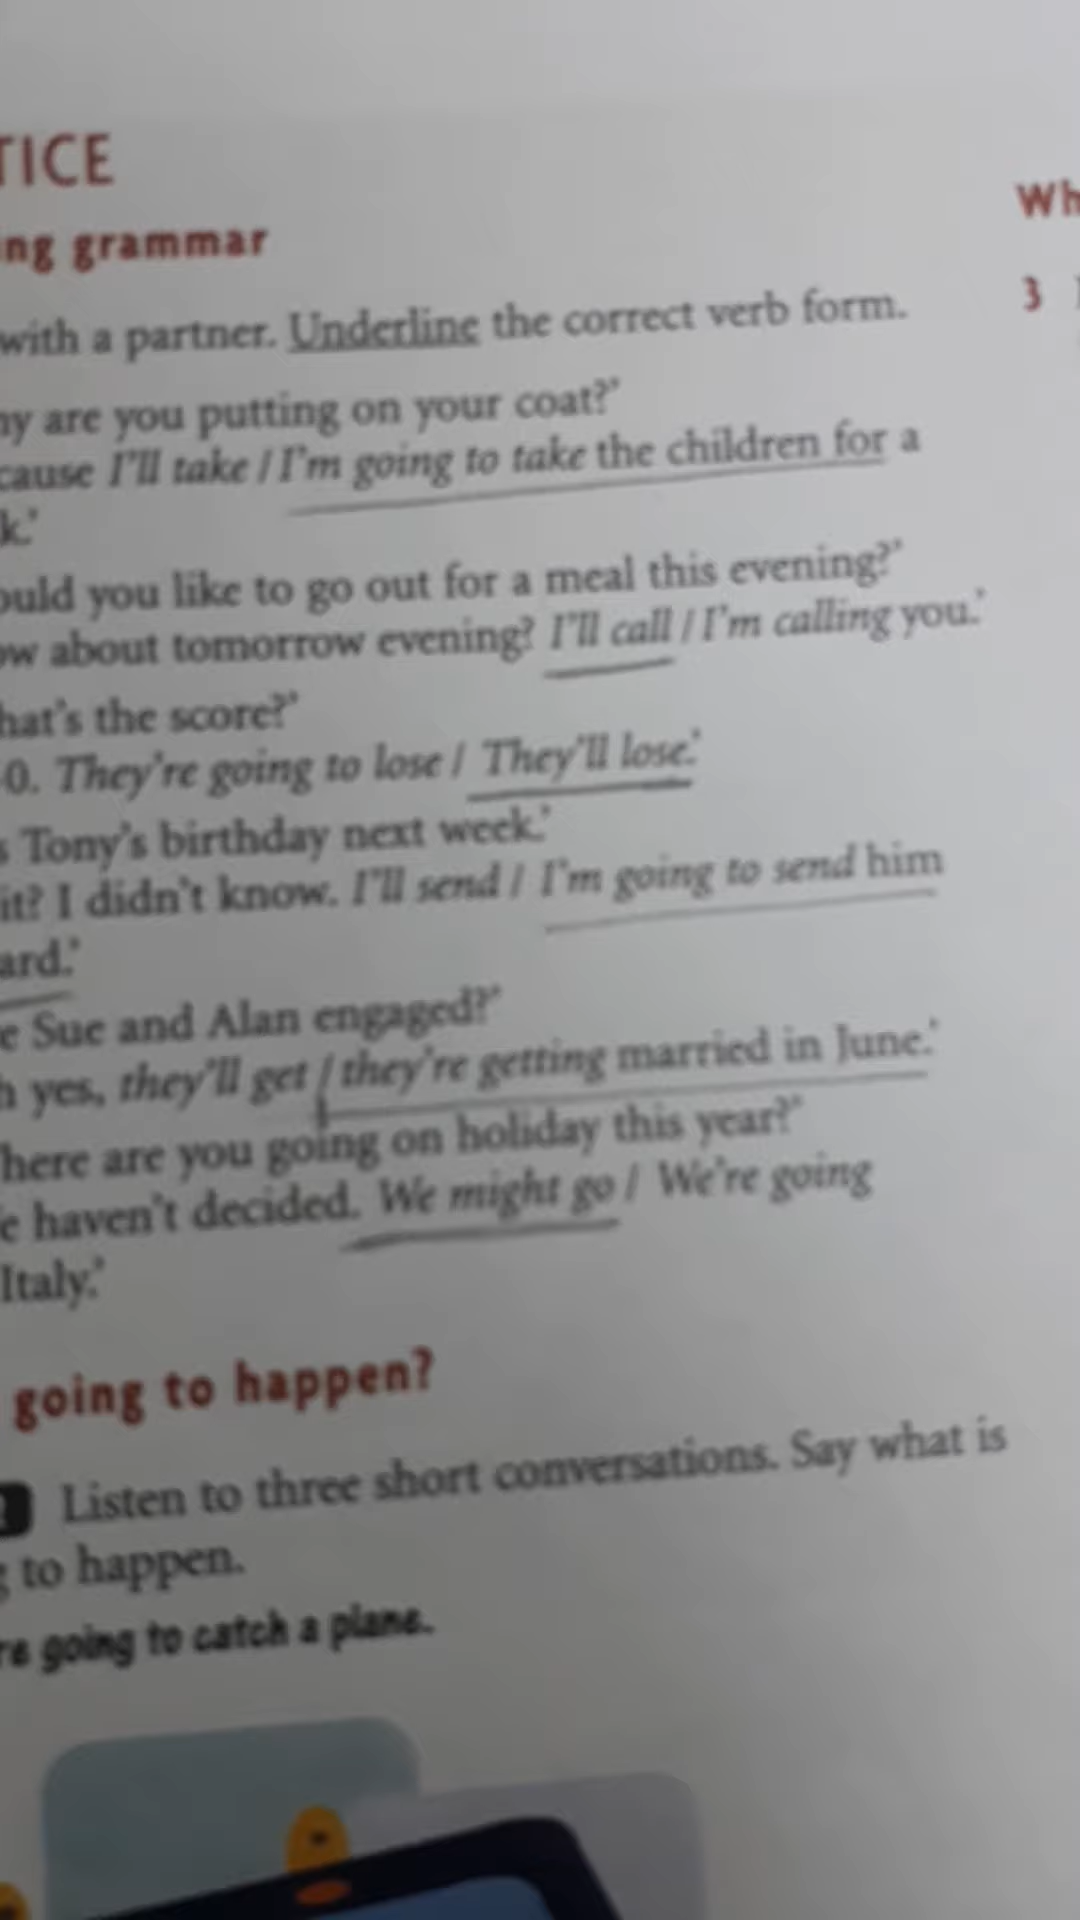 TICE
ing grammar
with a partner. Underline the correct verb form.
hy are you putting on your coat?'
cause I'll take / I'm going to take the children for a
k.'
ould you like to go out for a meal this evening?'
ow about tomorrow evening? I'll call / I'm calling you.'
hat's the score?'
-0. They're going to lose / They'll lose.'
s Tony's birthday next week.'
it? I didn't know. I'll send / I'm going to send him
ard.'
e Sue and Alan engaged?'
h yes, they'll get / they're getting married in June.'
here are you going on holiday this year?'
e haven't decided. We might go / We're going
Italy.'
going to happen?
Listen to three short conversations. Say what is
g to happen.
re going to catch a plane.
Wh
3